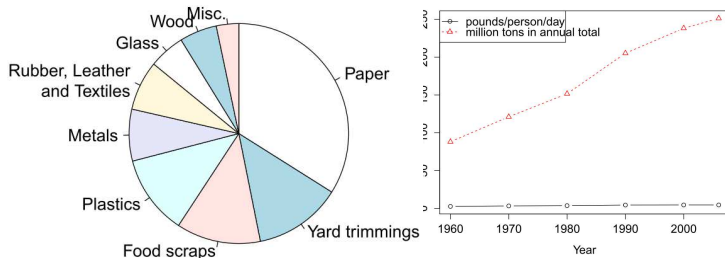 Misc.
Wood
Glass
Rubber, Leather
and Textiles
Metals
Plastics
Food scraps
Yard trimmings
Paper
pounds/person/day
million tons in annual total
1960 1970 1980 1990 2000
Year